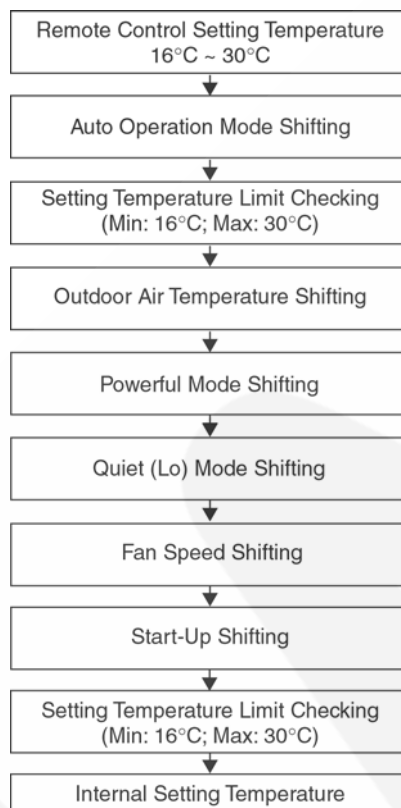 Remote Control Setting Temperature
16°C ~ 30°C
Auto Operation Mode Shifting
Setting Temperature Limit Checking
(Min: 16°C; Max: 30°C)
Outdoor Air Temperature Shifting
Powerful Mode Shifting
Quiet (Lo) Mode Shifting
Fan Speed Shifting
Start-Up Shifting
Setting Temperature Limit Checking
(Min: 16°C; Max: 30°C)
Internal Setting Temperature